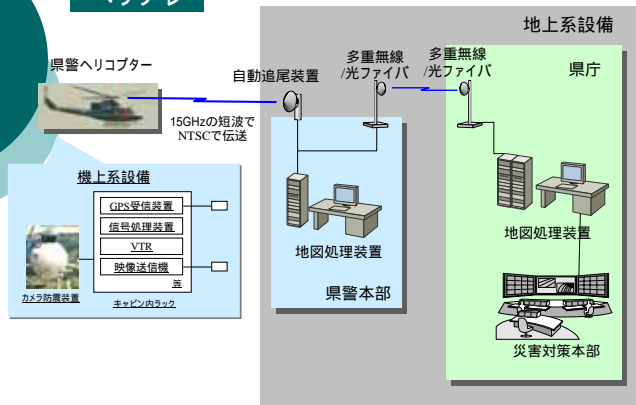 地上系設備
県警ヘリコプター
自動追尾装置
多重無線
/光ファイバ
多重無線
/光ファイバ
県庁
15GHzの短波で
NTSCで伝送
機上系設備
GPS受信装置
信号処理装置
VTR
映像送信機
等
カメラ防震装置
キャビン内ラック
地図処理装置
県警本部
地図処理装置
災害対策本部